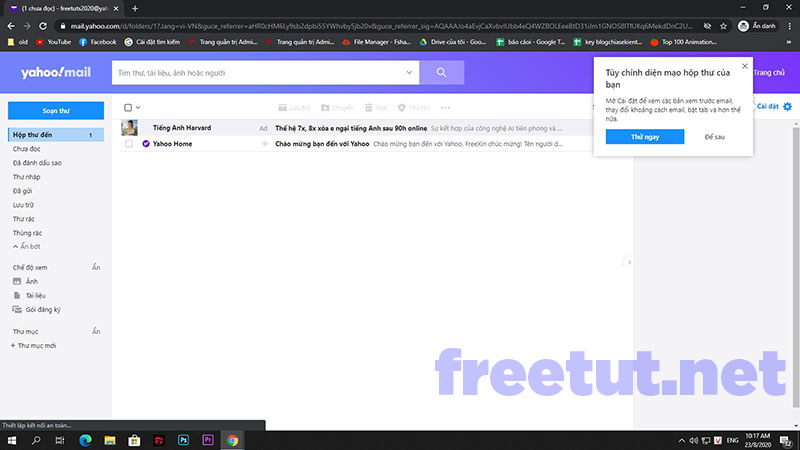 (1 chưa đọc) - freetuts2020@yah
mail.yahoo.com/d/folders/1?.lang=vi-VN&guce_referrer=
Ẩn danh
old
YouTube
Cài đặt tìm kiếm
Trang quản trị Admi...
Trang quản trị Admi...
File Manager - Fsha...
Drive của tôi - Goo...
báo cáoi - Google T...
key blogchiasekient...
Top 100 Animation...
yahoo!mail
Tìm thư, tài liệu, ảnh hoặc người
Trang chủ
Tùy chỉnh diện mạo hộp thư của
bạn
Mở Cài đặt để xem các bản xem trước email,
thay đổi khoảng cách email, bật tab và hơn thế
nữa.
Thử ngay
Để sau
Soạn thư
Lưu trữ
Chuyển
Xóa
Thư rác
Cài đặt
Hộp thư đến 1
Chưa đọc
Đã đánh dấu sao
Thư nháp
Đã gửi
Lưu trữ
Thư rác
Thùng rác
Ẩn bớt
Chế độ xem Ẩn
Ảnh
Tài liệu
Gói đăng ký
Thư mục Ẩn
+ Thư mục mới
Tiếng Anh Harvard Ad Thế hệ 7x, 8x xóa e ngại tiếng Anh sau 90h online Sự kết hợp của công nghệ AI tiên phong và ...
Yahoo Home Chào mừng bạn đến với Yahoo Chào mừng bạn đến với Yahoo, FreeXin chúc mừng! Tên người d...
freetut.net
Thiết lập kết nối an toàn...
ENG
10:17 AM
23/8/2020